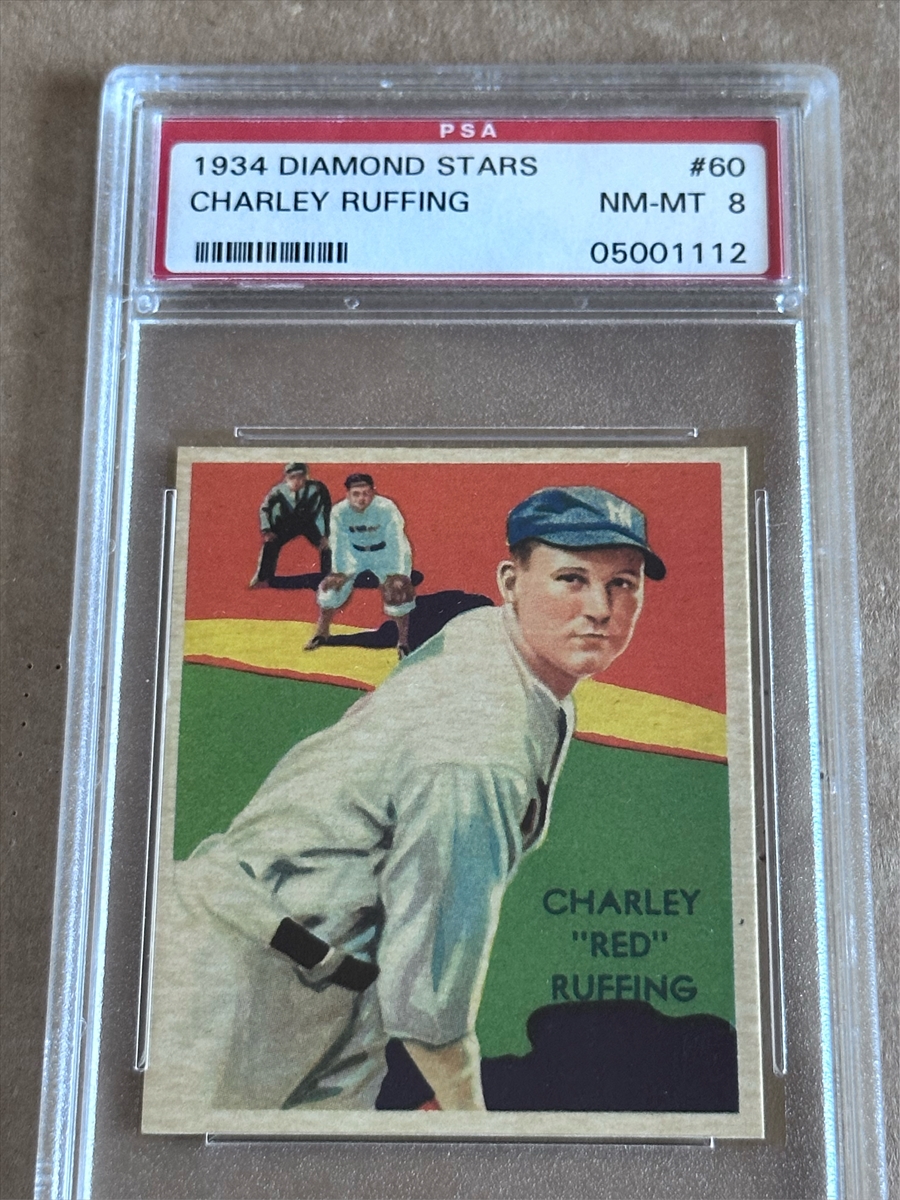 PSA
1934 DIAMOND STARS #60
CHARLEY RUFFING NM-MT 8
05001112
CHARLEY
"RED"
RUFFING